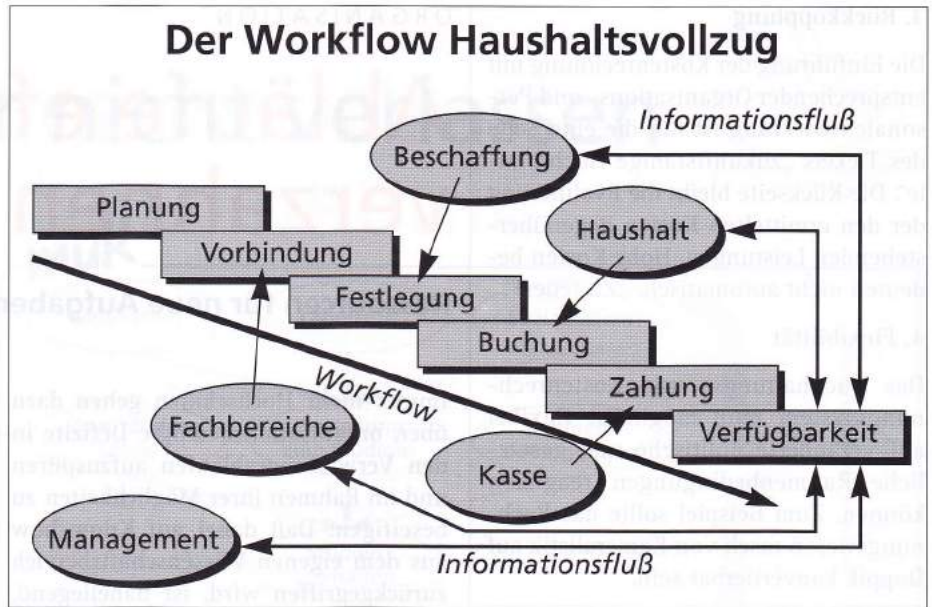 Der Workflow Haushaltsvollzug
Informationsfluß
Beschaffung
Planung
Haushalt
Vorbindung
Festlegung
Buchung
Workflow
Zahlung
Fachbereiche
Verfügbarkeit
Kasse
Management
Informationsfluß